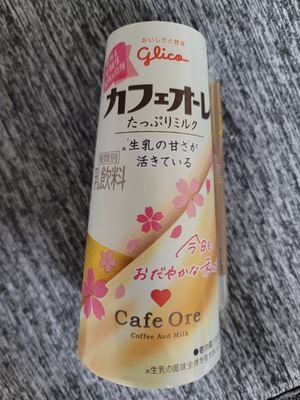 おいしさと健康
glico
カフェオーレ
たっぷりミルク
※生乳の甘さが
活きている
種類別
乳飲料
今日も
おだやかな
Cafe Ore
Coffee And Milk
※生乳の風味全体を